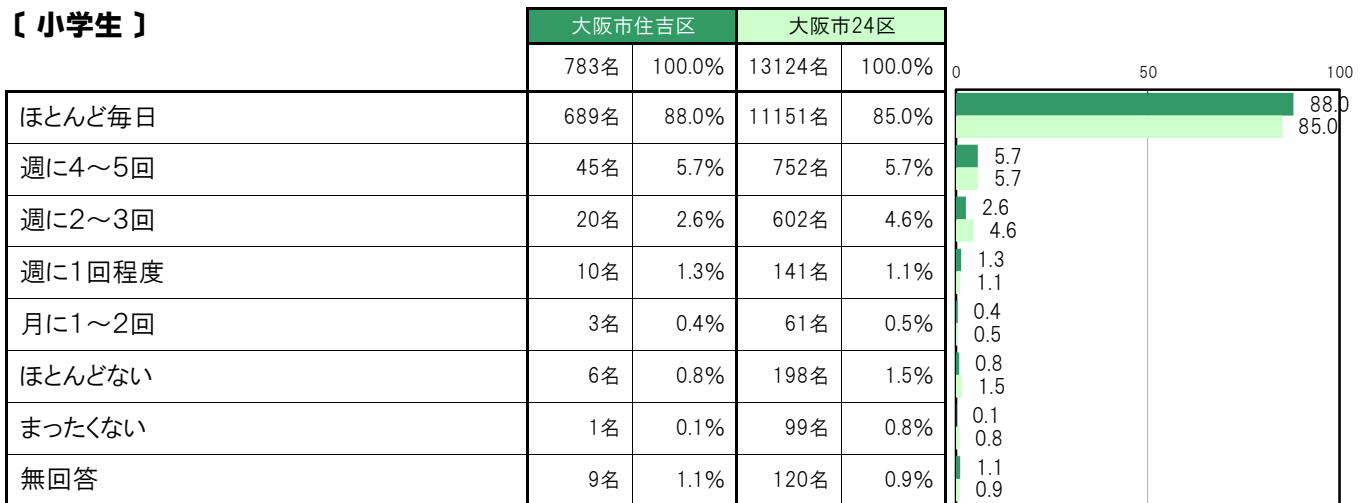 〔 小学生 〕
大阪市住吉区 大阪市24区
783名 100.0% 13124名 100.0% 0 50 100
ほとんど毎日 689名 88.0% 11151名 85.0% 88.0
85.0
週に4～5回 45名 5.7% 752名 5.7% 5.7
5.7
週に2～3回 20名 2.6% 602名 4.6% 2.6
4.6
週に1回程度 10名 1.3% 141名 1.1% 1.3
1.1
月に1～2回 3名 0.4% 61名 0.5% 0.4
0.5
ほとんどない 6名 0.8% 198名 1.5% 0.8
1.5
まったくない 1名 0.1% 99名 0.8% 0.1
0.8
無回答 9名 1.1% 120名 0.9% 1.1
0.9